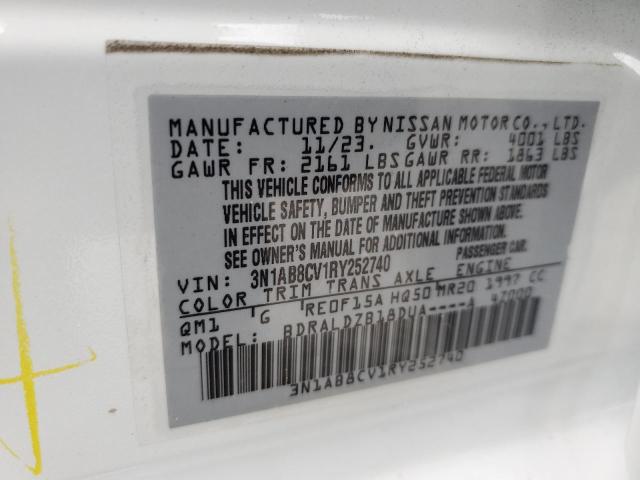 MANUFACTURED BY NISSAN MOTOR CO., LTD.
DATE: 11/23. GVWR: 4001 LBS
GAWR FR: 2161 LBS GAWR RR: 1863 LBS
THIS VEHICLE CONFORMS TO ALL APPLICABLE FEDERAL MOTOR
VEHICLE SAFETY, BUMPER AND THEFT PREVENTION STANDARDS
IN EFFECT ON THE DATE OF MANUFACTURE SHOWN ABOVE.
SEE OWNER'S MANUAL FOR ADDITIONAL INFORMATION.
VIN: 3N1AB8CV1RY252740 PASSENGER CAR.
COLOR TRIM TRANS AXLE ENGINE
QM1 G RE0F15A HQ50 MR20 1997 CC
MODEL: BDRALDZB18DUA----A 47000
3N1AB8CV1RY252740